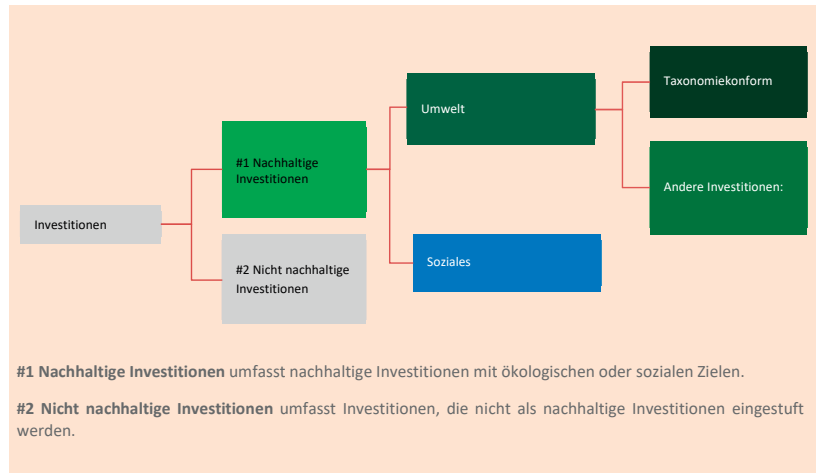 Taxonomiekonform
Umwelt
#1 Nachhaltige
Investitionen
Andere Investitionen:
Investitionen
#2 Nicht nachhaltige
Investitionen
Soziales
#1 Nachhaltige Investitionen umfasst nachhaltige Investitionen mit ökologischen oder sozialen Zielen.
#2 Nicht nachhaltige Investitionen umfasst Investitionen, die nicht als nachhaltige Investitionen eingestuft
werden.